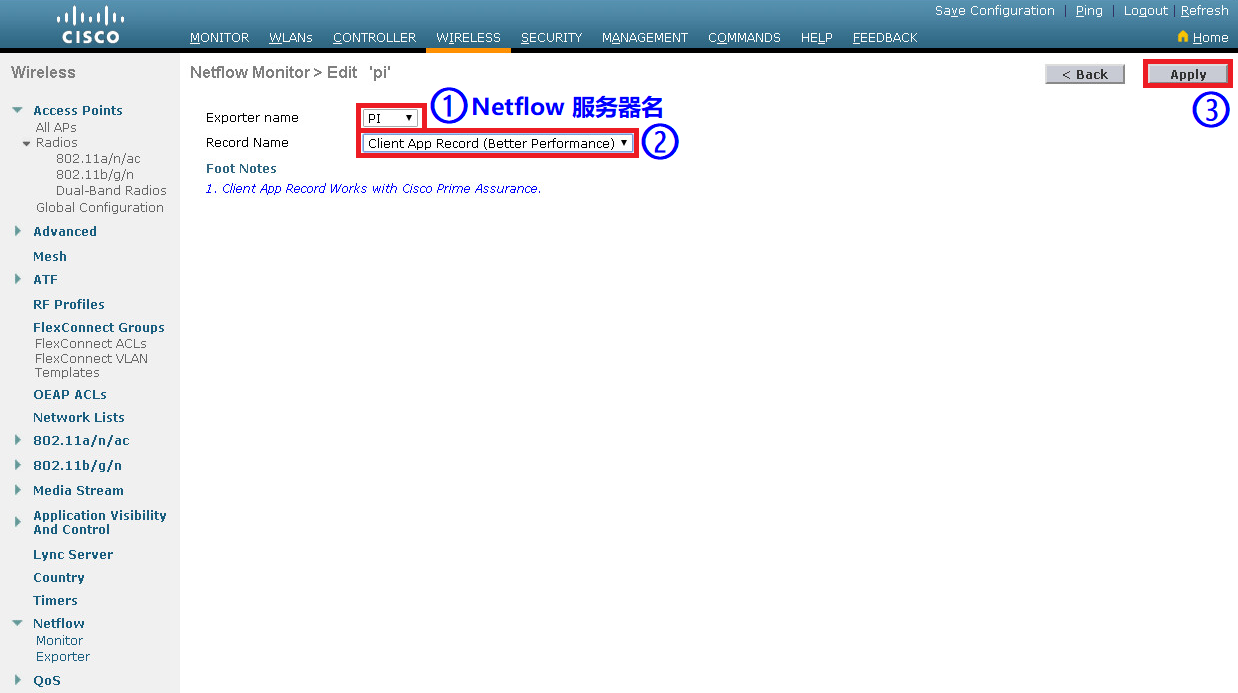 Save Configuration | Ping | Logout | Refresh
CISCO
MONITOR WLANs CONTROLLER WIRELESS SECURITY MANAGEMENT COMMANDS HELP FEEDBACK Home
Wireless
Netflow Monitor > Edit 'pi'
< Back
Apply
③
Access Points
All APs
Radios
802.11a/n/ac
802.11b/g/n
Dual-Band Radios
Global Configuration
Advanced
Mesh
ATF
RF Profiles
FlexConnect Groups
FlexConnect ACLs
FlexConnect VLAN
Templates
OEAP ACLs
Network Lists
802.11a/n/ac
802.11b/g/n
Media Stream
Application Visibility
And Control
Lync Server
Country
Timers
Netflow
Monitor
Exporter
QoS
Exporter name PI ① Netflow 服务器名
Record Name Client App Record (Better Performance) ②
Foot Notes
1. Client App Record Works with Cisco Prime Assurance.